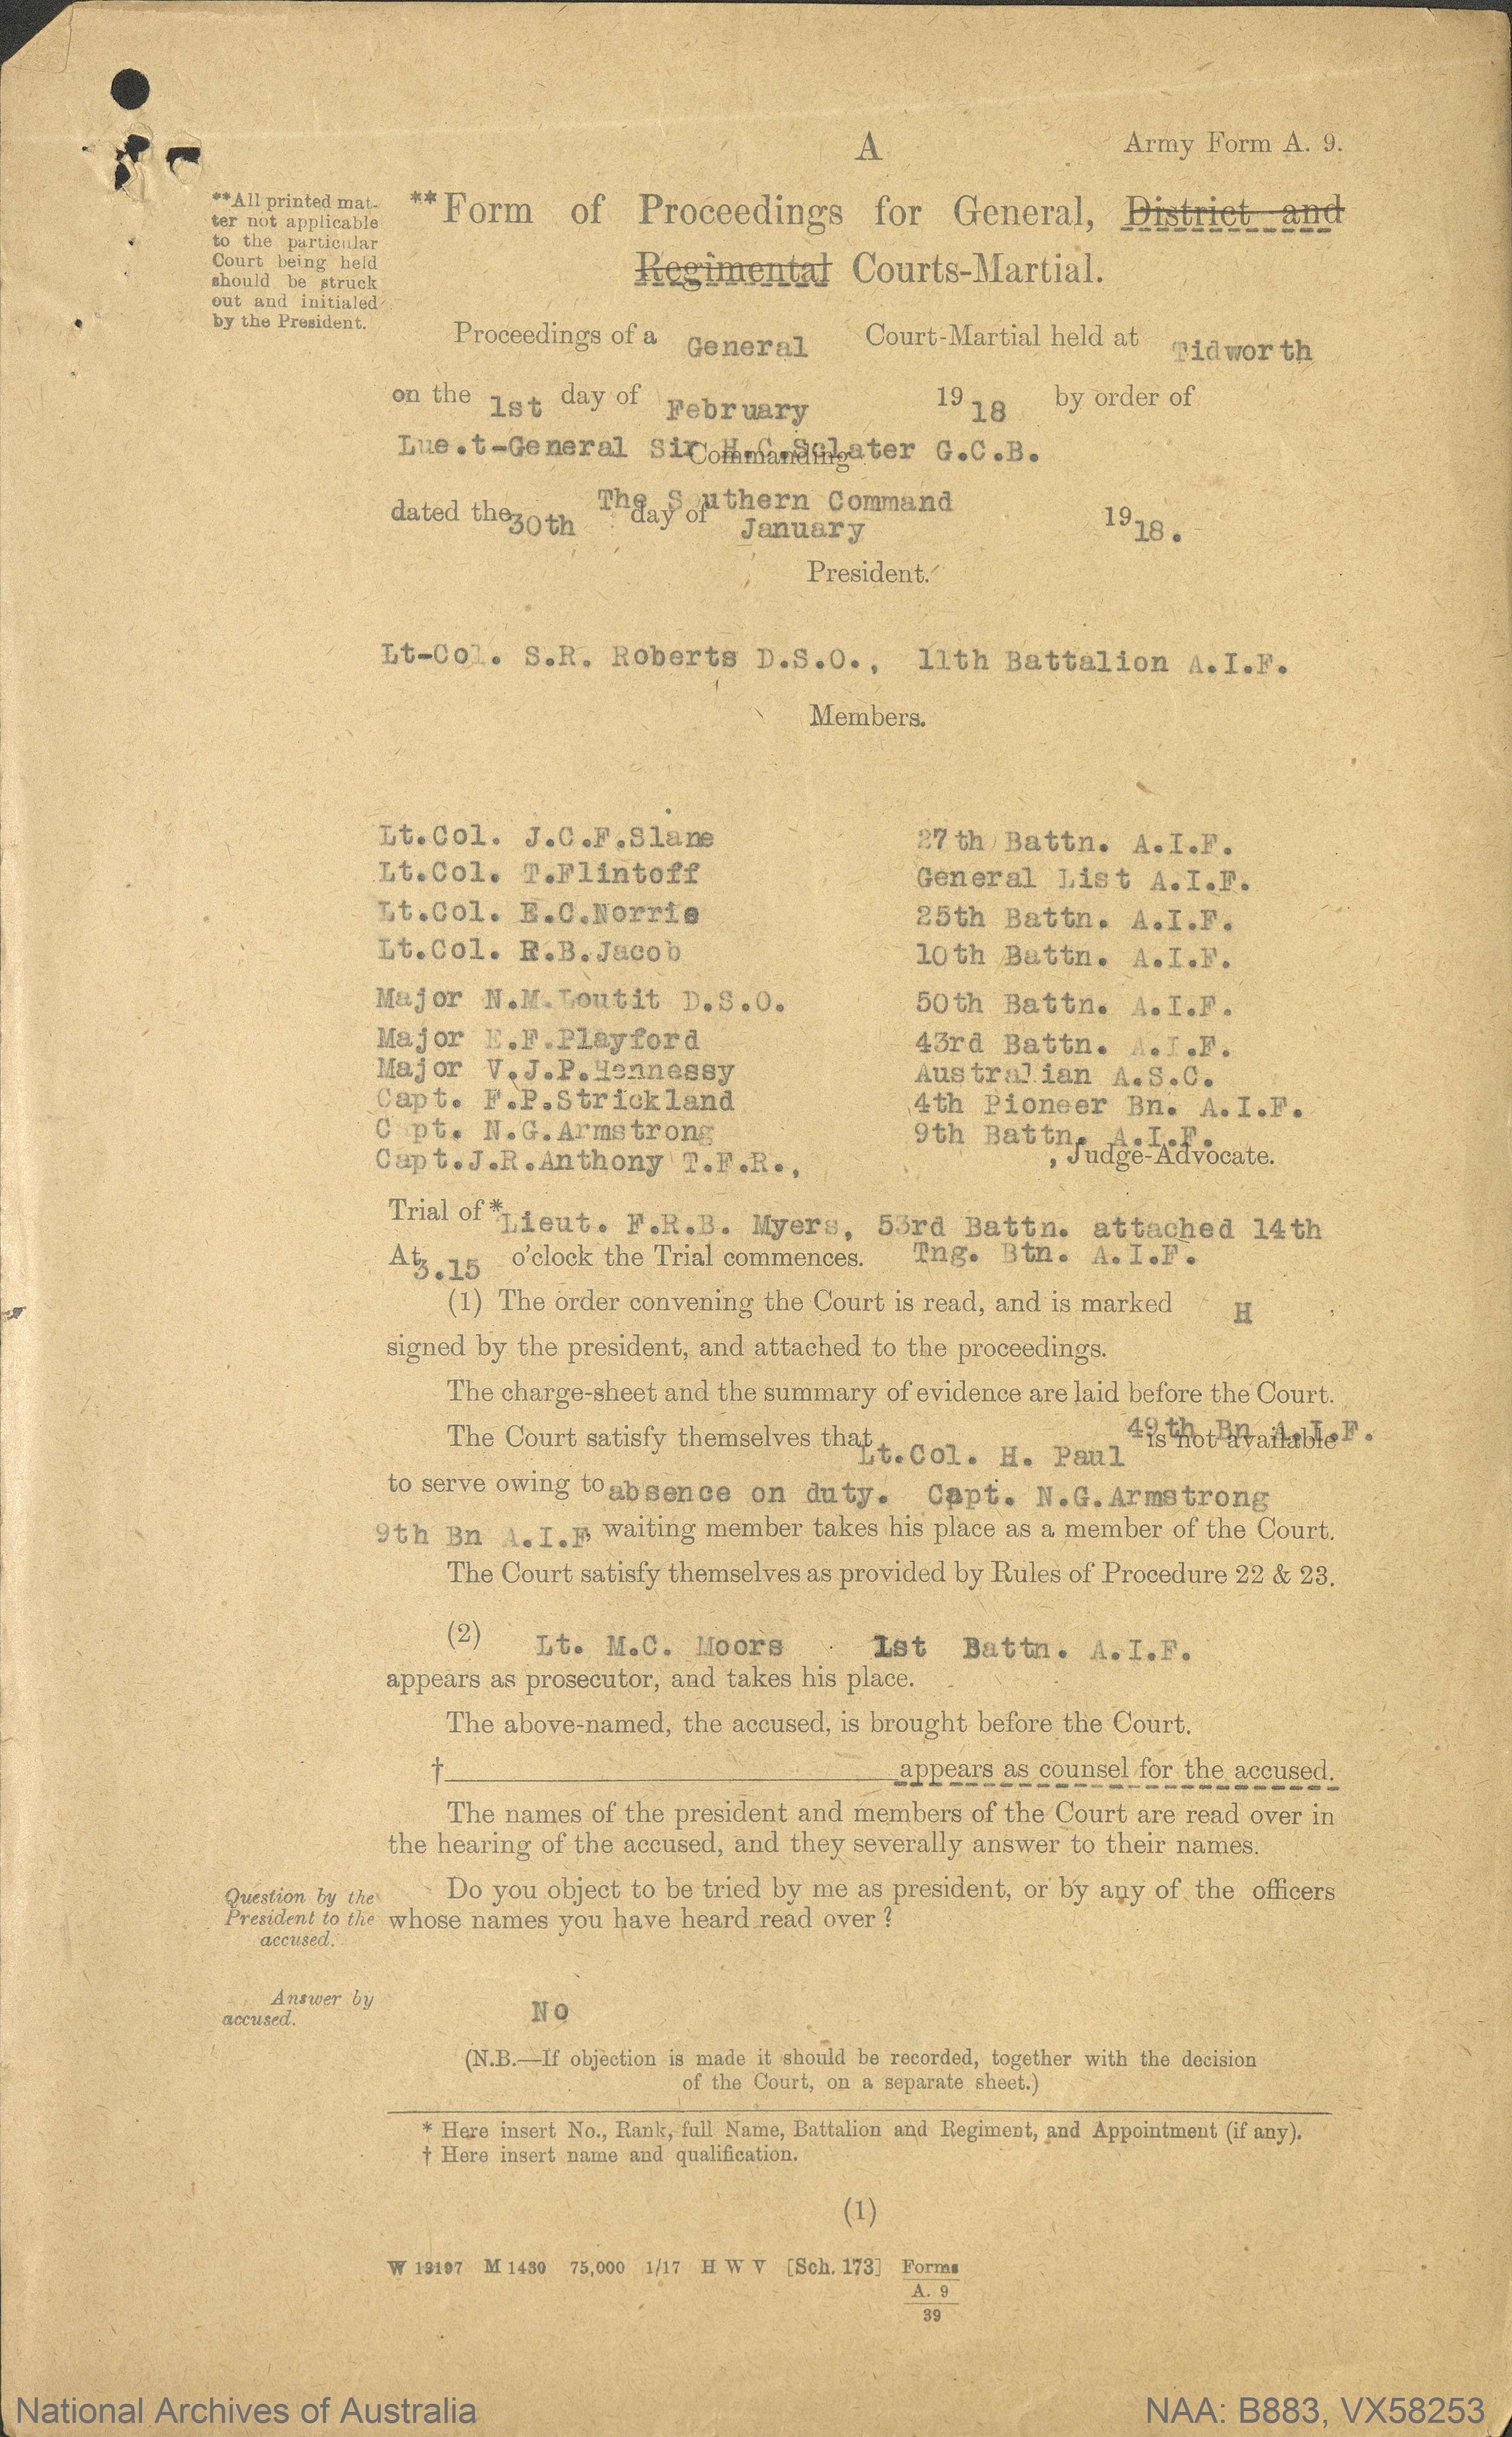 A
Army Form A. 9.
**All printed mat-
ter not applicable
to the particular
Court being held
should be struck
out and initialed
by the President.
**Form of Proceedings for General, District and
Regimental Courts-Martial.
Proceedings of a General Court-Martial held at Tidworth
on the 1st day of February 1918 by order of
Lue.t-General Sir H.C.Sclater G.C.B.
Commanding
The Southern Command
dated the 30th day of January 1918.
President.
Lt-Col. S.R. Roberts D.S.O., 11th Battalion A.I.F.
Members.
Lt.Col. J.C.F.Slane 27th Battn. A.I.F.
Lt.Col. T.Flintoff General List A.I.F.
Lt.Col. E.C.Norrie 25th Battn. A.I.F.
Lt.Col. R.B.Jacob 10th Battn. A.I.F.
Major N.M.Loutit D.S.O. 50th Battn. A.I.F.
Major E.F.Playford 43rd Battn. A.I.F.
Major V.J.P.Hennessy Australian A.S.C.
Capt. F.P.Strickland 4th Pioneer Bn. A.I.F.
Capt. N.G.Armstrong 9th Battn. A.I.F.
Capt.J.R.Anthony T.F.R., , Judge-Advocate.
Trial of *Lieut. F.R.B. Myers, 53rd Battn. attached 14th
At 3.15 o'clock the Trial commences. Tng. Btn. A.I.F.
(1) The order convening the Court is read, and is marked H ,
signed by the president, and attached to the proceedings.
The charge-sheet and the summary of evidence are laid before the Court.
The Court satisfy themselves that Lt.Col. H. Paul 49th Bn A.I.F. is not available
to serve owing to absence on duty. Capt. N.G.Armstrong
9th Bn A.I.F, waiting member takes his place as a member of the Court.
The Court satisfy themselves as provided by Rules of Procedure 22 & 23.
(2) Lt. M.C. Moors 1st Battn. A.I.F.
appears as prosecutor, and takes his place.
The above-named, the accused, is brought before the Court.
† appears as counsel for the accused.
The names of the president and members of the Court are read over in
the hearing of the accused, and they severally answer to their names.
Question by the
President to the
accused.
Do you object to be tried by me as president, or by any of the officers
whose names you have heard read over ?
Answer by
accused.
No
(N.B.—If objection is made it should be recorded, together with the decision
of the Court, on a separate sheet.)
* Here insert No., Rank, full Name, Battalion and Regiment, and Appointment (if any).
† Here insert name and qualification.
(1)
W 13197 M 1430 75,000 1/17 H W V [Sch. 173] Forms
A. 9
39
National Archives of Australia
NAA: B883, VX58253